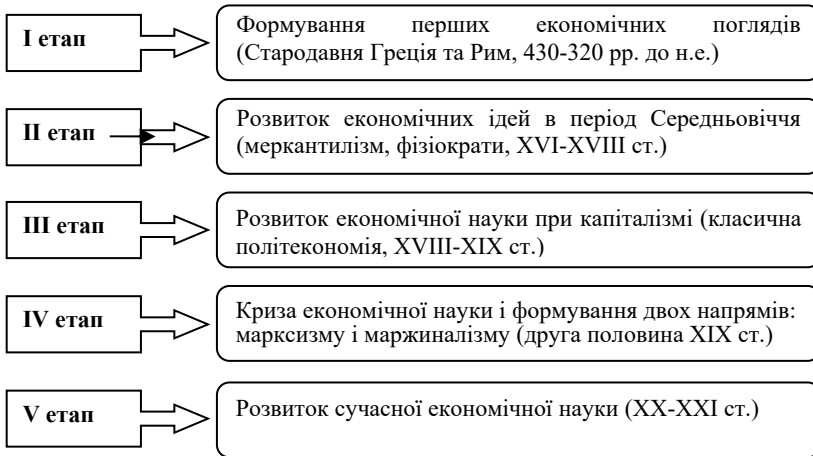 I етап
Формування перших економічних поглядів
(Стародавня Греція та Рим, 430-320 рр. до н.е.)
II етап
Розвиток економічних ідей в період Середньовіччя
(меркантилізм, фізіократи, XVI-XVIII ст.)
III етап
Розвиток економічної науки при капіталізмі (класична
політекономія, XVIII-XIX ст.)
IV етап
Криза економічної науки і формування двох напрямів:
марксизму і маржиналізму (друга половина XIX ст.)
V етап
Розвиток сучасної економічної науки (XX-XXI ст.)